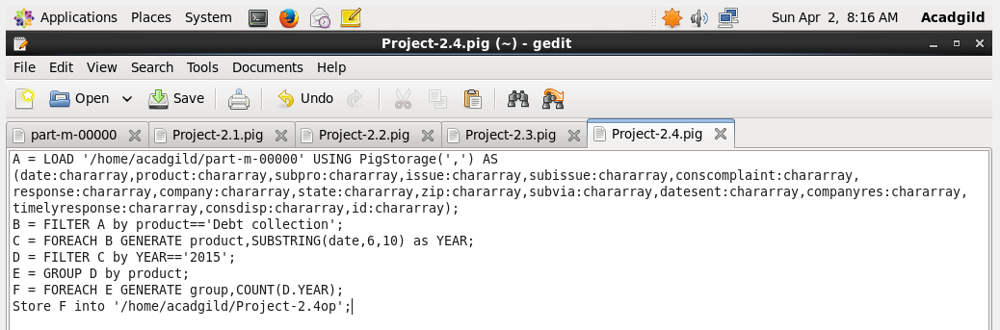 Applications Places System
Sun Apr 2, 8:16 AM Acadgild
Project-2.4.pig (~) - gedit
File Edit View Search Tools Documents Help
Open Save Undo
part-m-00000 Project-2.1.pig Project-2.2.pig Project-2.3.pig Project-2.4.pig
A = LOAD '/home/acadgild/part-m-00000' USING PigStorage(',') AS
(date:chararray,product:chararray,subpro:chararray,issue:chararray,subissue:chararray,conscomplaint:chararray,
response:chararray,company:chararray,state:chararray,zip:chararray,subvia:chararray,datesent:chararray,companyres:chararray,
timelyresponse:chararray,consdisp:chararray,id:chararray);
B = FILTER A by product=='Debt collection';
C = FOREACH B GENERATE product,SUBSTRING(date,6,10) as YEAR;
D = FILTER C by YEAR=='2015';
E = GROUP D by product;
F = FOREACH E GENERATE group,COUNT(D.YEAR);
Store F into '/home/acadgild/Project-2.4op';